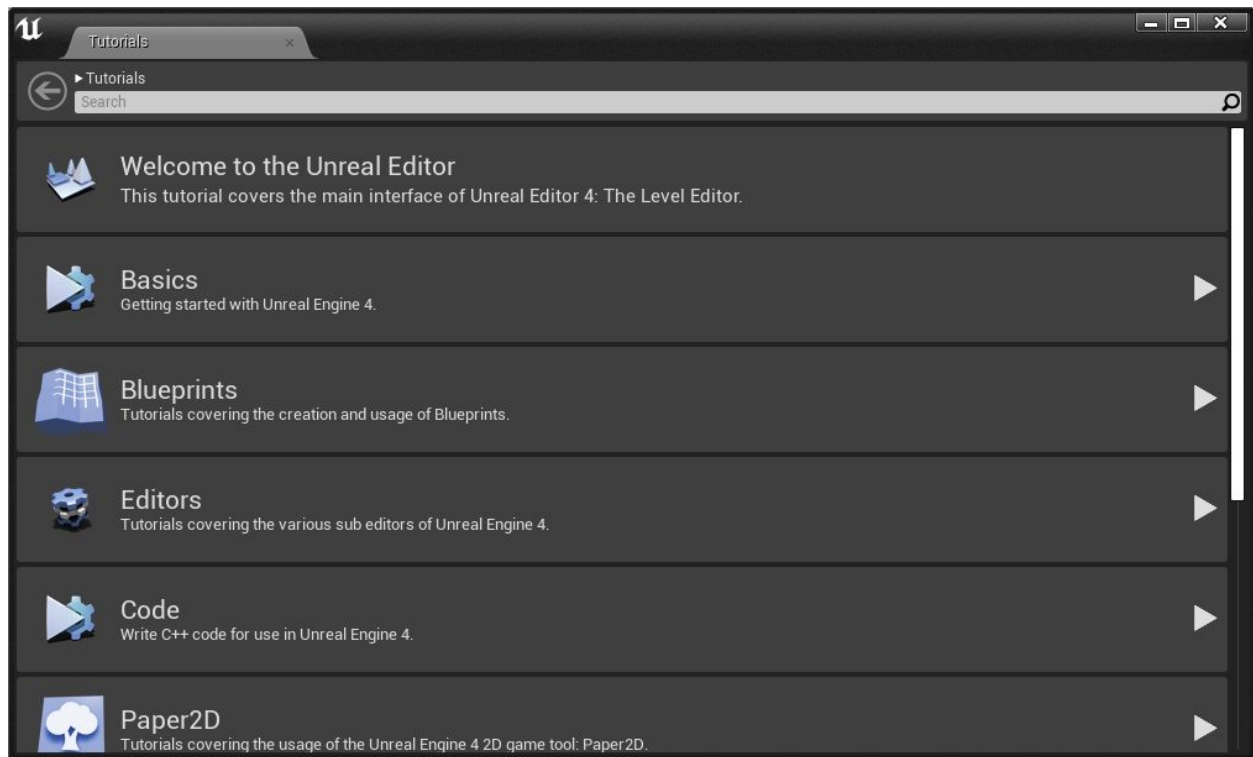 Tutorials
Tutorials
Search
Welcome to the Unreal Editor
This tutorial covers the main interface of Unreal Editor 4: The Level Editor.
Basics
Getting started with Unreal Engine 4.
Blueprints
Tutorials covering the creation and usage of Blueprints.
Editors
Tutorials covering the various sub editors of Unreal Engine 4.
Code
Write C++ code for use in Unreal Engine 4.
Paper2D
Tutorials covering the usage of the Unreal Engine 4 2D game tool: Paper2D.